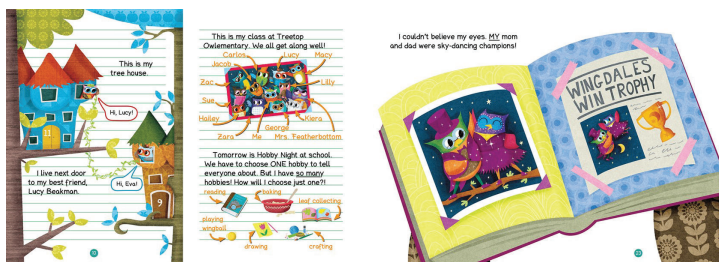 This is my
tree house.
Hi, Lucy!
11
I live next door
to my best friend,
Lucy Beakman.
Hi, Eva!
9
This is my class at Treetop
Owlementary. We all get along well!
Carlos
Lucy
Macy
Jacob
Zac
Lilly
Sue
Hailey
Kiera
George
Zara
Me
Mrs. Featherbottom
Tomorrow is Hobby Night at school.
We have to choose ONE hobby to tell
everyone about. But I have so many
hobbies! How will I choose just one?!
reading
baking
leaf collecting
playing
wingball
drawing
crafting
I couldn't believe my eyes. MY mom
and dad were sky-dancing champions!
WINGDALES
WIN TROPHY